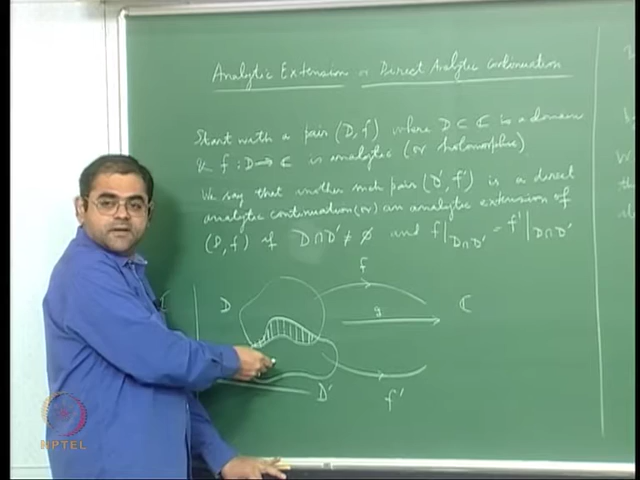 Analytic Extension or Direct Analytic Continuation
Start with a pair (D, f) where D ⊂ ℂ is a domain
& f : D → ℂ is analytic (or holomorphic)
We say that another such pair (D', f') is a direct
analytic continuation (or) an analytic extension of
(D, f) if D∩D' ≠ ∅ and f|D∩D' = f'|D∩D'
f
D
g
ℂ
D'
f'
NPTEL